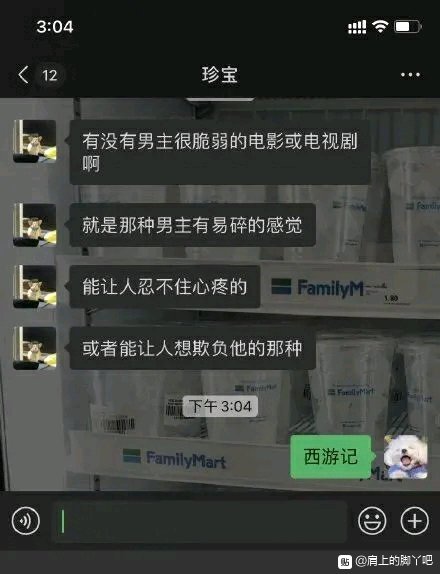 3:04
12
珍宝
有没有男主很脆弱的电影或电视剧
啊
就是那种男主有易碎的感觉
能让人忍不住心疼的
FamilyM
1.80
或者能让人想欺负他的那种
FamilyMart
下午 3:04
西游记
FamilyMart
贴 @肩上的脚丫吧